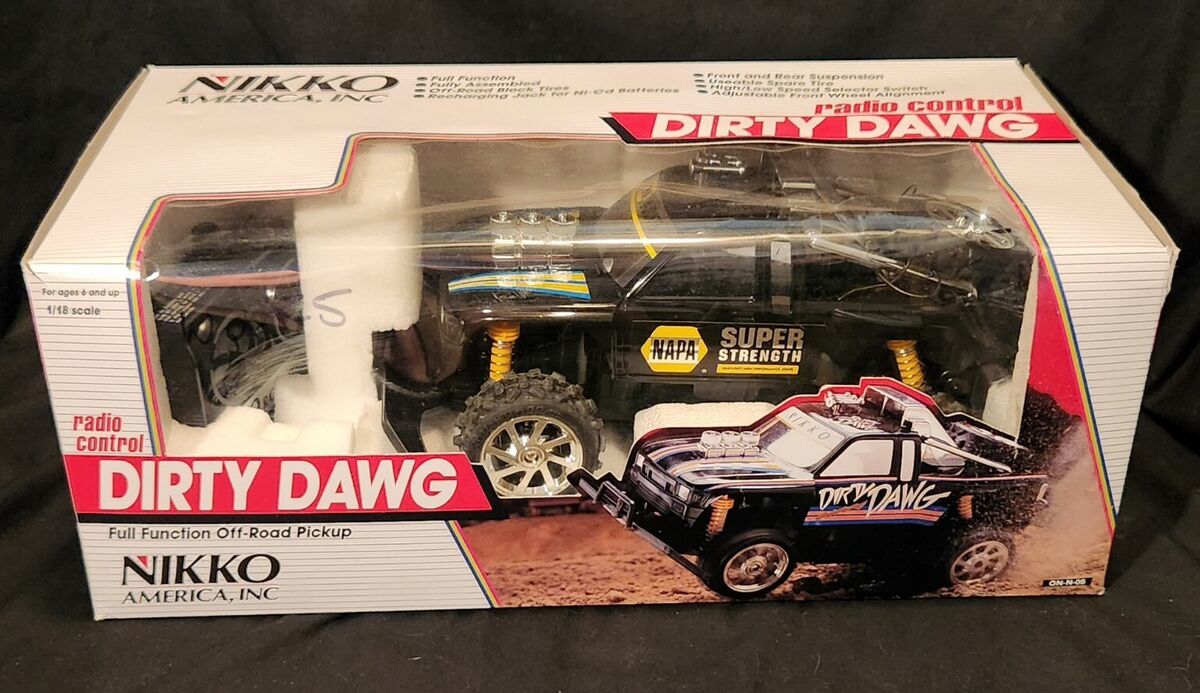 NIKKO
AMERICA, INC
Full Function
Fully Assembled
Off-Road Block Tires
Recharging Jack for Ni-Cd Batteries
Front and Rear Suspension
Useable Spare Tire
High/Low Speed Selector Switch
Adjustable Front Wheel Alignment
radio control
DIRTY DAWG
For ages 6 and up
1/18 scale
NAPA
SUPER
STRENGTH
radio
control
DIRTY DAWG
Full Function Off-Road Pickup
NIKKO
AMERICA, INC
NIKKO
DIRTY DAWG
ON-N-06